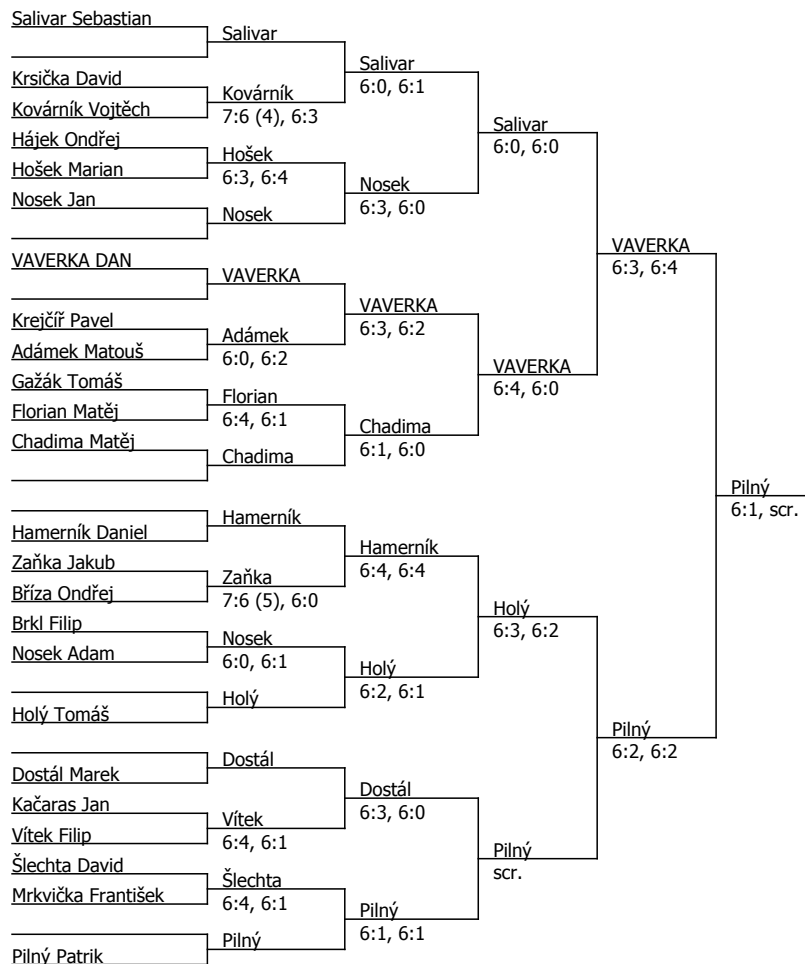 Salivar Sebastian
Salivar
Salivar
6:0, 6:1
Krsička David
Kovárník
7:6 (4), 6:3
Kovárník Vojtěch
Salivar
6:0, 6:0
Hájek Ondřej
Hošek
6:3, 6:4
Hošek Marian
Nosek
6:3, 6:0
Nosek Jan
Nosek
VAVERKA
6:3, 6:4
VAVERKA DAN
VAVERKA
VAVERKA
6:3, 6:2
Krejčíř Pavel
Adámek
6:0, 6:2
Adámek Matouš
VAVERKA
6:4, 6:0
Gažák Tomáš
Florian
6:4, 6:1
Florian Matěj
Chadima
6:1, 6:0
Chadima Matěj
Chadima
Pilný
6:1, scr.
Hamerník
Hamerník Daniel
Hamerník
6:4, 6:4
Zaňka Jakub
Zaňka
7:6 (5), 6:0
Bříza Ondřej
Holý
6:3, 6:2
Brkl Filip
Nosek
6:0, 6:1
Nosek Adam
Holý
6:2, 6:1
Holý
Holý Tomáš
Pilný
6:2, 6:2
Dostál
Dostál Marek
Dostál
6:3, 6:0
Kačaras Jan
Vítek
6:4, 6:1
Vítek Filip
Pilný
scr.
Šlechta David
Šlechta
6:4, 6:1
Mrkvička František
Pilný
6:1, 6:1
Pilný
Pilný Patrik